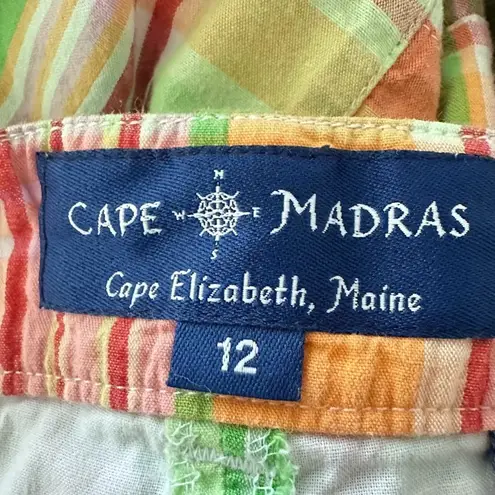 N
CAPE W E MADRAS
S
Cape Elizabeth, Maine
12